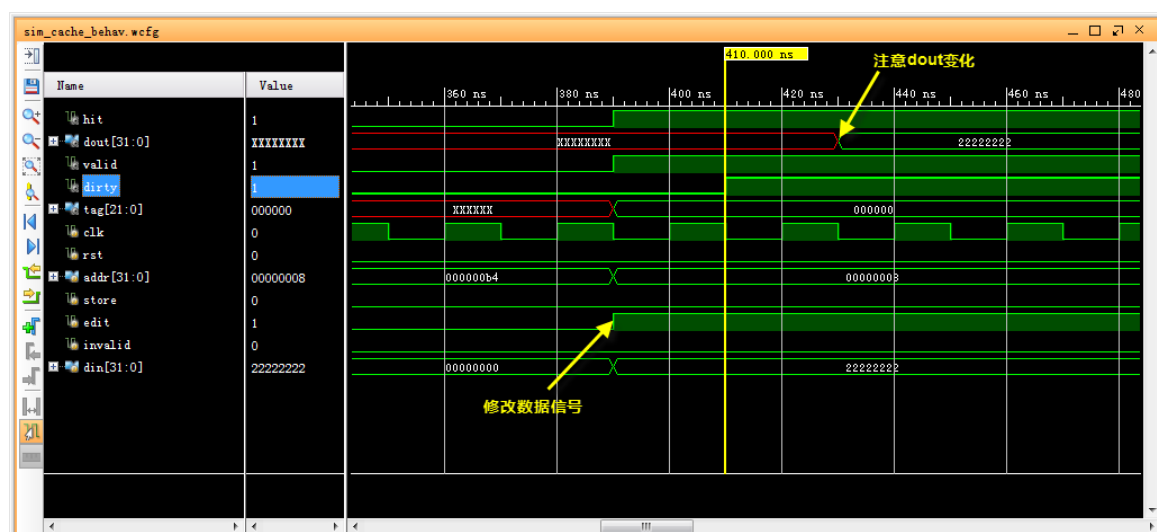 sim_cache_behav.wcfg
410.000 ns
注意dout变化
Name Value
360 ns 380 ns 400 ns 420 ns 440 ns 460 ns 480
hit 1
dout[31:0] XXXXXXXX XXXXXXXX 22222222
valid 1
dirty 1
tag[21:0] 000000 XXXXXX 000000
clk 0
rst 0
addr[31:0] 00000008 000000b4 00000008
store 0
edit 1
invalid 0
din[31:0] 22222222 00000000 22222222
修改数据信号